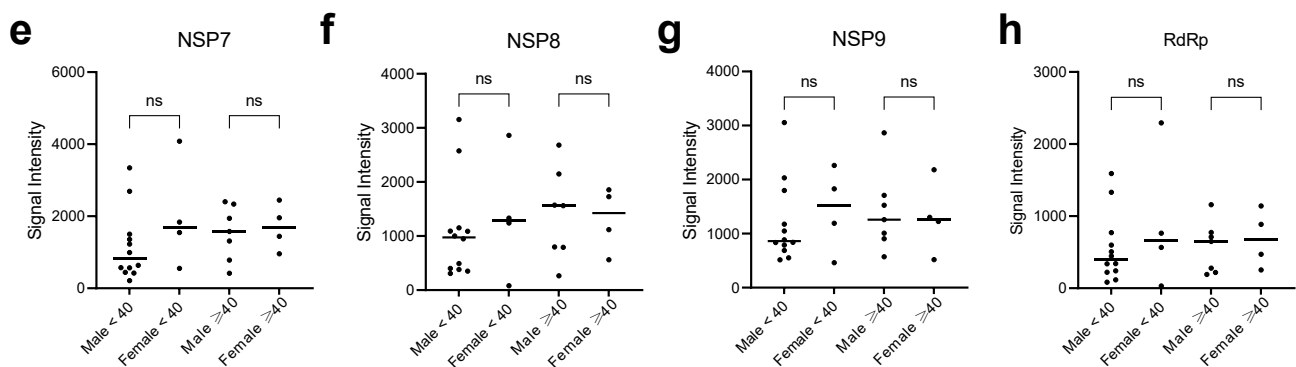 e
NSP7
Signal Intensity
6000
4000
2000
0
ns
ns
Male < 40
Female < 40
Male ⩾40
Female ⩾40
f
NSP8
Signal Intensity
4000
3000
2000
1000
0
ns
ns
Male < 40
Female < 40
Male ⩾40
Female ⩾40
g
NSP9
Signal Intensity
4000
3000
2000
1000
0
ns
ns
Male < 40
Female < 40
Male ⩾40
Female ⩾40
h
RdRp
Signal Intensity
3000
2000
1000
0
ns
ns
Male < 40
Female < 40
Male ⩾40
Female ⩾40